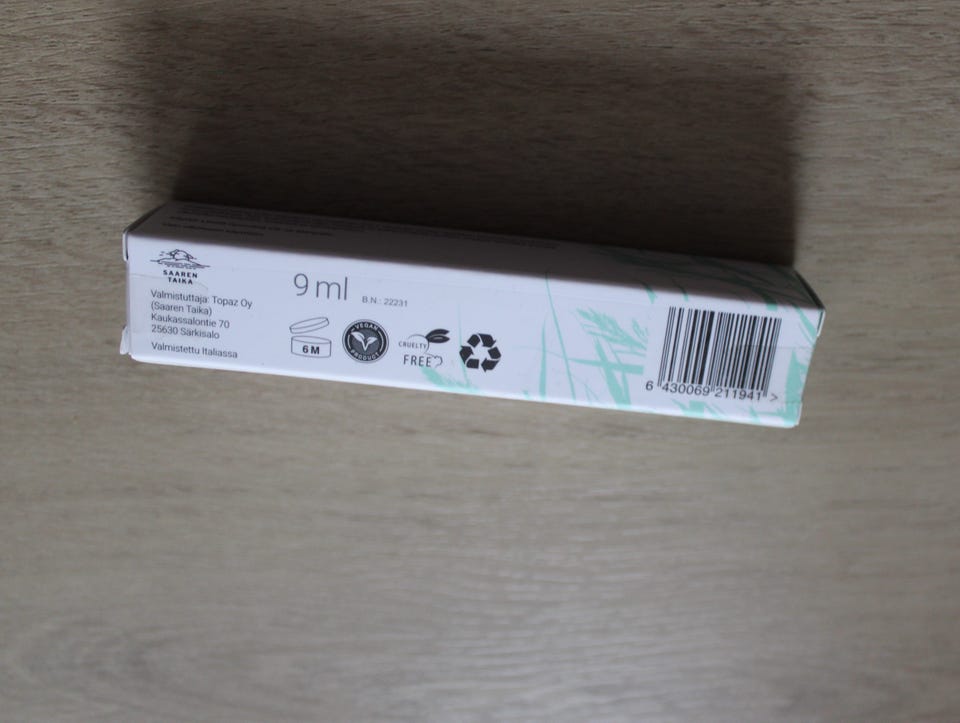 SAAREN
TAIKA
Valmistuttaja: Topaz Oy
(Saaren Taika)
Kaukassalontie 70
25630 Särkisalo
Valmistettu Italiassa
9 ml
B.N.: 22231
6 M
VEGAN
PRODUCT
CRUELTY
FREE
6 430069 211941 >